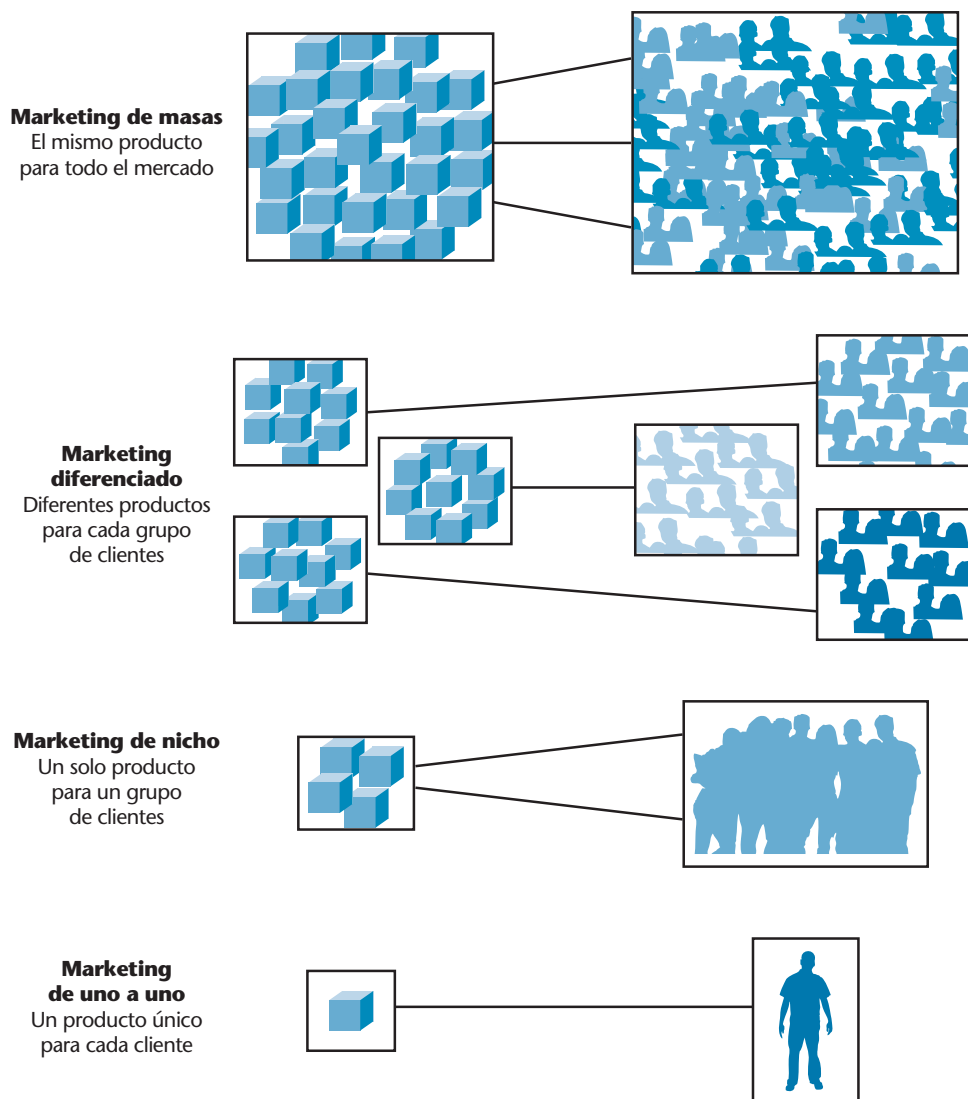 Marketing de masas
El mismo producto
para todo el mercado
Marketing
diferenciado
Diferentes productos
para cada grupo
de clientes
Marketing de nicho
Un solo producto
para un grupo
de clientes
Marketing
de uno a uno
Un producto único
para cada cliente